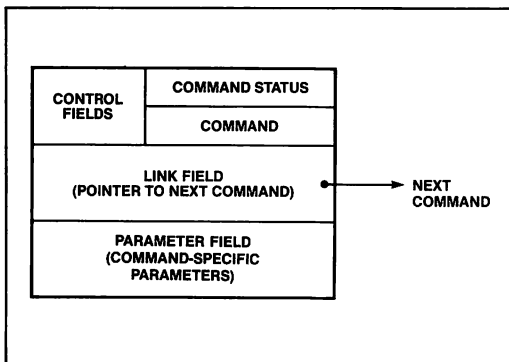 CONTROL
FIELDS
COMMAND STATUS
COMMAND
LINK FIELD
(POINTER TO NEXT COMMAND)
NEXT
COMMAND
PARAMETER FIELD
(COMMAND-SPECIFIC
PARAMETERS)